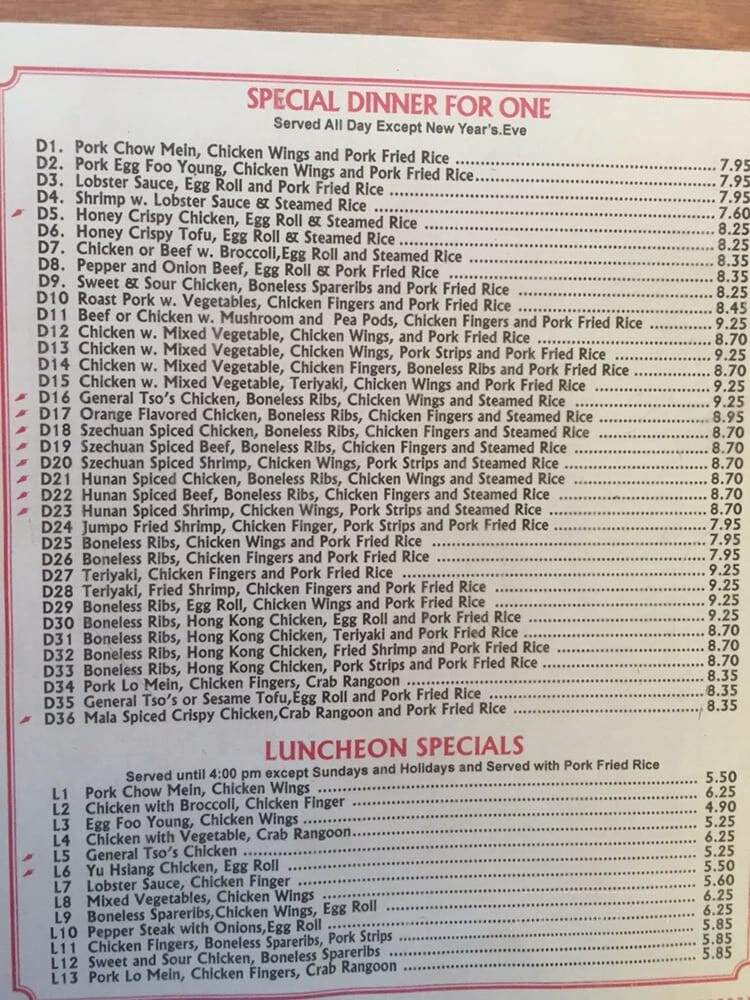 SPECIAL DINNER FOR ONE
Served All Day Except New Year's.Eve
D1. Pork Chow Mein, Chicken Wings and Pork Fried Rice 7.95
D2. Pork Egg Foo Young, Chicken Wings and Pork Fried Rice 7.95
D3. Lobster Sauce, Egg Roll and Pork Fried Rice 7.95
D4. Shrimp w. Lobster Sauce & Steamed Rice 7.60
D5. Honey Crispy Chicken, Egg Roll & Steamed Rice 8.25
D6. Honey Crispy Tofu, Egg Roll & Steamed Rice 8.25
D7. Chicken or Beef w. Broccoli,Egg Roll and Steamed Rice 8.35
D8. Pepper and Onion Beef, Egg Roll & Pork Fried Rice 8.35
D9. Sweet & Sour Chicken, Boneless Spareribs and Pork Fried Rice 8.25
D10 Roast Pork w. Vegetables, Chicken Fingers and Pork Fried Rice 8.45
D11 Beef or Chicken w. Mushroom and Pea Pods, Chicken Fingers and Pork Fried Rice 9.25
D12 Chicken w. Mixed Vegetable, Chicken Wings, and Pork Fried Rice 8.70
D13 Chicken w. Mixed Vegetable, Chicken Wings, Pork Strips and Pork Fried Rice 9.25
D14 Chicken w. Mixed Vegetable, Chicken Fingers, Boneless Ribs and Pork Fried Rice 8.70
D15 Chicken w. Mixed Vegetable, Teriyaki, Chicken Wings and Pork Fried Rice 9.25
D16 General Tso's Chicken, Boneless Ribs, Chicken Wings and Steamed Rice 9.25
D17 Orange Flavored Chicken, Boneless Ribs, Chicken Fingers and Steamed Rice 8.95
D18 Szechuan Spiced Chicken, Boneless Ribs, Chicken Fingers and Steamed Rice 8.70
D19 Szechuan Spiced Beef, Boneless Ribs, Chicken Fingers and Steamed Rice 8.70
D20 Szechuan Spiced Shrimp, Chicken Wings, Pork Strips and Steamed Rice 8.70
D21 Hunan Spiced Chicken, Boneless Ribs, Chicken Wings and Steamed Rice 8.70
D22 Hunan Spiced Beef, Boneless Ribs, Chicken Fingers and Steamed Rice 8.70
D23 Hunan Spiced Shrimp, Chicken Wings, Pork Strips and Steamed Rice 8.70
D24 Jumpo Fried Shrimp, Chicken Finger, Pork Strips and Pork Fried Rice 7.95
D25 Boneless Ribs, Chicken Wings and Pork Fried Rice 7.95
D26 Boneless Ribs, Chicken Fingers and Pork Fried Rice 7.95
D27 Teriyaki, Chicken Fingers and Pork Fried Rice 9.25
D28 Teriyaki, Fried Shrimp, Chicken Fingers and Pork Fried Rice 9.25
D29 Boneless Ribs, Egg Roll, Chicken Wings and Pork Fried Rice 9.25
D30 Boneless Ribs, Hong Kong Chicken, Egg Roll and Pork Fried Rice 9.25
D31 Boneless Ribs, Hong Kong Chicken, Teriyaki and Pork Fried Rice 8.70
D32 Boneless Ribs, Hong Kong Chicken, Fried Shrimp and Pork Fried Rice 8.70
D33 Boneless Ribs, Hong Kong Chicken, Pork Strips and Pork Fried Rice 8.70
D34 Pork Lo Mein, Chicken Fingers, Crab Rangoon 8.35
D35 General Tso's or Sesame Tofu,Egg Roll and Pork Fried Rice 8.35
D36 Mala Spiced Crispy Chicken,Crab Rangoon and Pork Fried Rice 8.35
LUNCHEON SPECIALS
Served until 4:00 pm except Sundays and Holidays and Served with Pork Fried Rice
L1 Pork Chow Mein, Chicken Wings 5.50
L2 Chicken with Broccoli, Chicken Finger 6.25
L3 Egg Foo Young, Chicken Wings 4.90
L4 Chicken with Vegetable, Crab Rangoon 5.25
L5 General Tso's Chicken 6.25
L6 Yu Hsiang Chicken, Egg Roll 5.25
L7 Lobster Sauce, Chicken Finger 5.50
L8 Mixed Vegetables, Chicken Wings 5.60
L9 Boneless Spareribs,Chicken Wings, Egg Roll 6.25
L10 Pepper Steak with Onions,Egg Roll 6.25
L11 Chicken Fingers, Boneless Spareribs, Pork Strips 5.85
L12 Sweet and Sour Chicken, Boneless Spareribs 5.85
L13 Pork Lo Mein, Chicken Fingers, Crab Rangoon 5.85